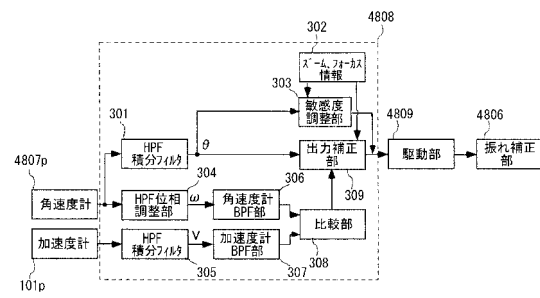 4808
302
ズーム、フォーカス
情報
303
敏感度
調整部
301
HPF
積分フィルタ
θ
出力補正
部
309
4809
駆動部
4806
振れ補正
部
4807p
角速度計
304
HPF位相
調整部
ω
306
角速度計
BPF部
比較部
308
加速度計
101p
HPF
積分フィルタ
305
V
加速度計
BPF部
307